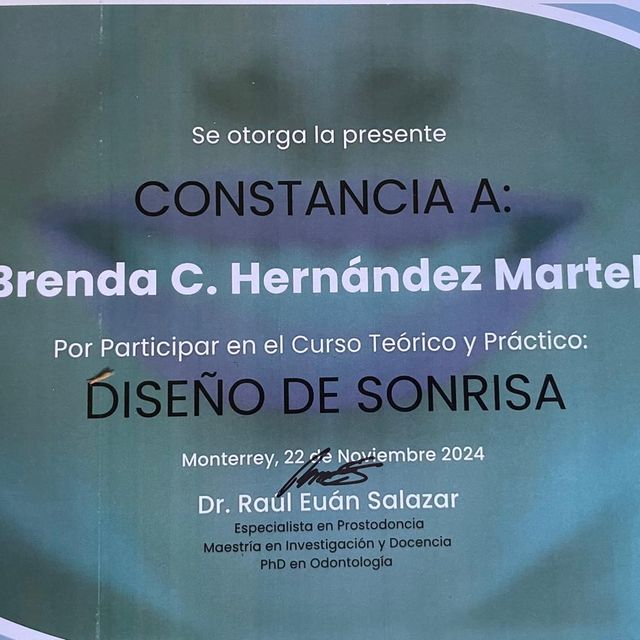 Se otorga la presente
CONSTANCIA A:
Brenda C. Hernández Martel
Por Participar en el Curso Teórico y Práctico:
DISEÑO DE SONRISA
Monterrey, 22 de Noviembre 2024
Dr. Raúl Euán Salazar
Especialista en Prostodoncia
Maestría en Investigación y Docencia
PhD en Odontología